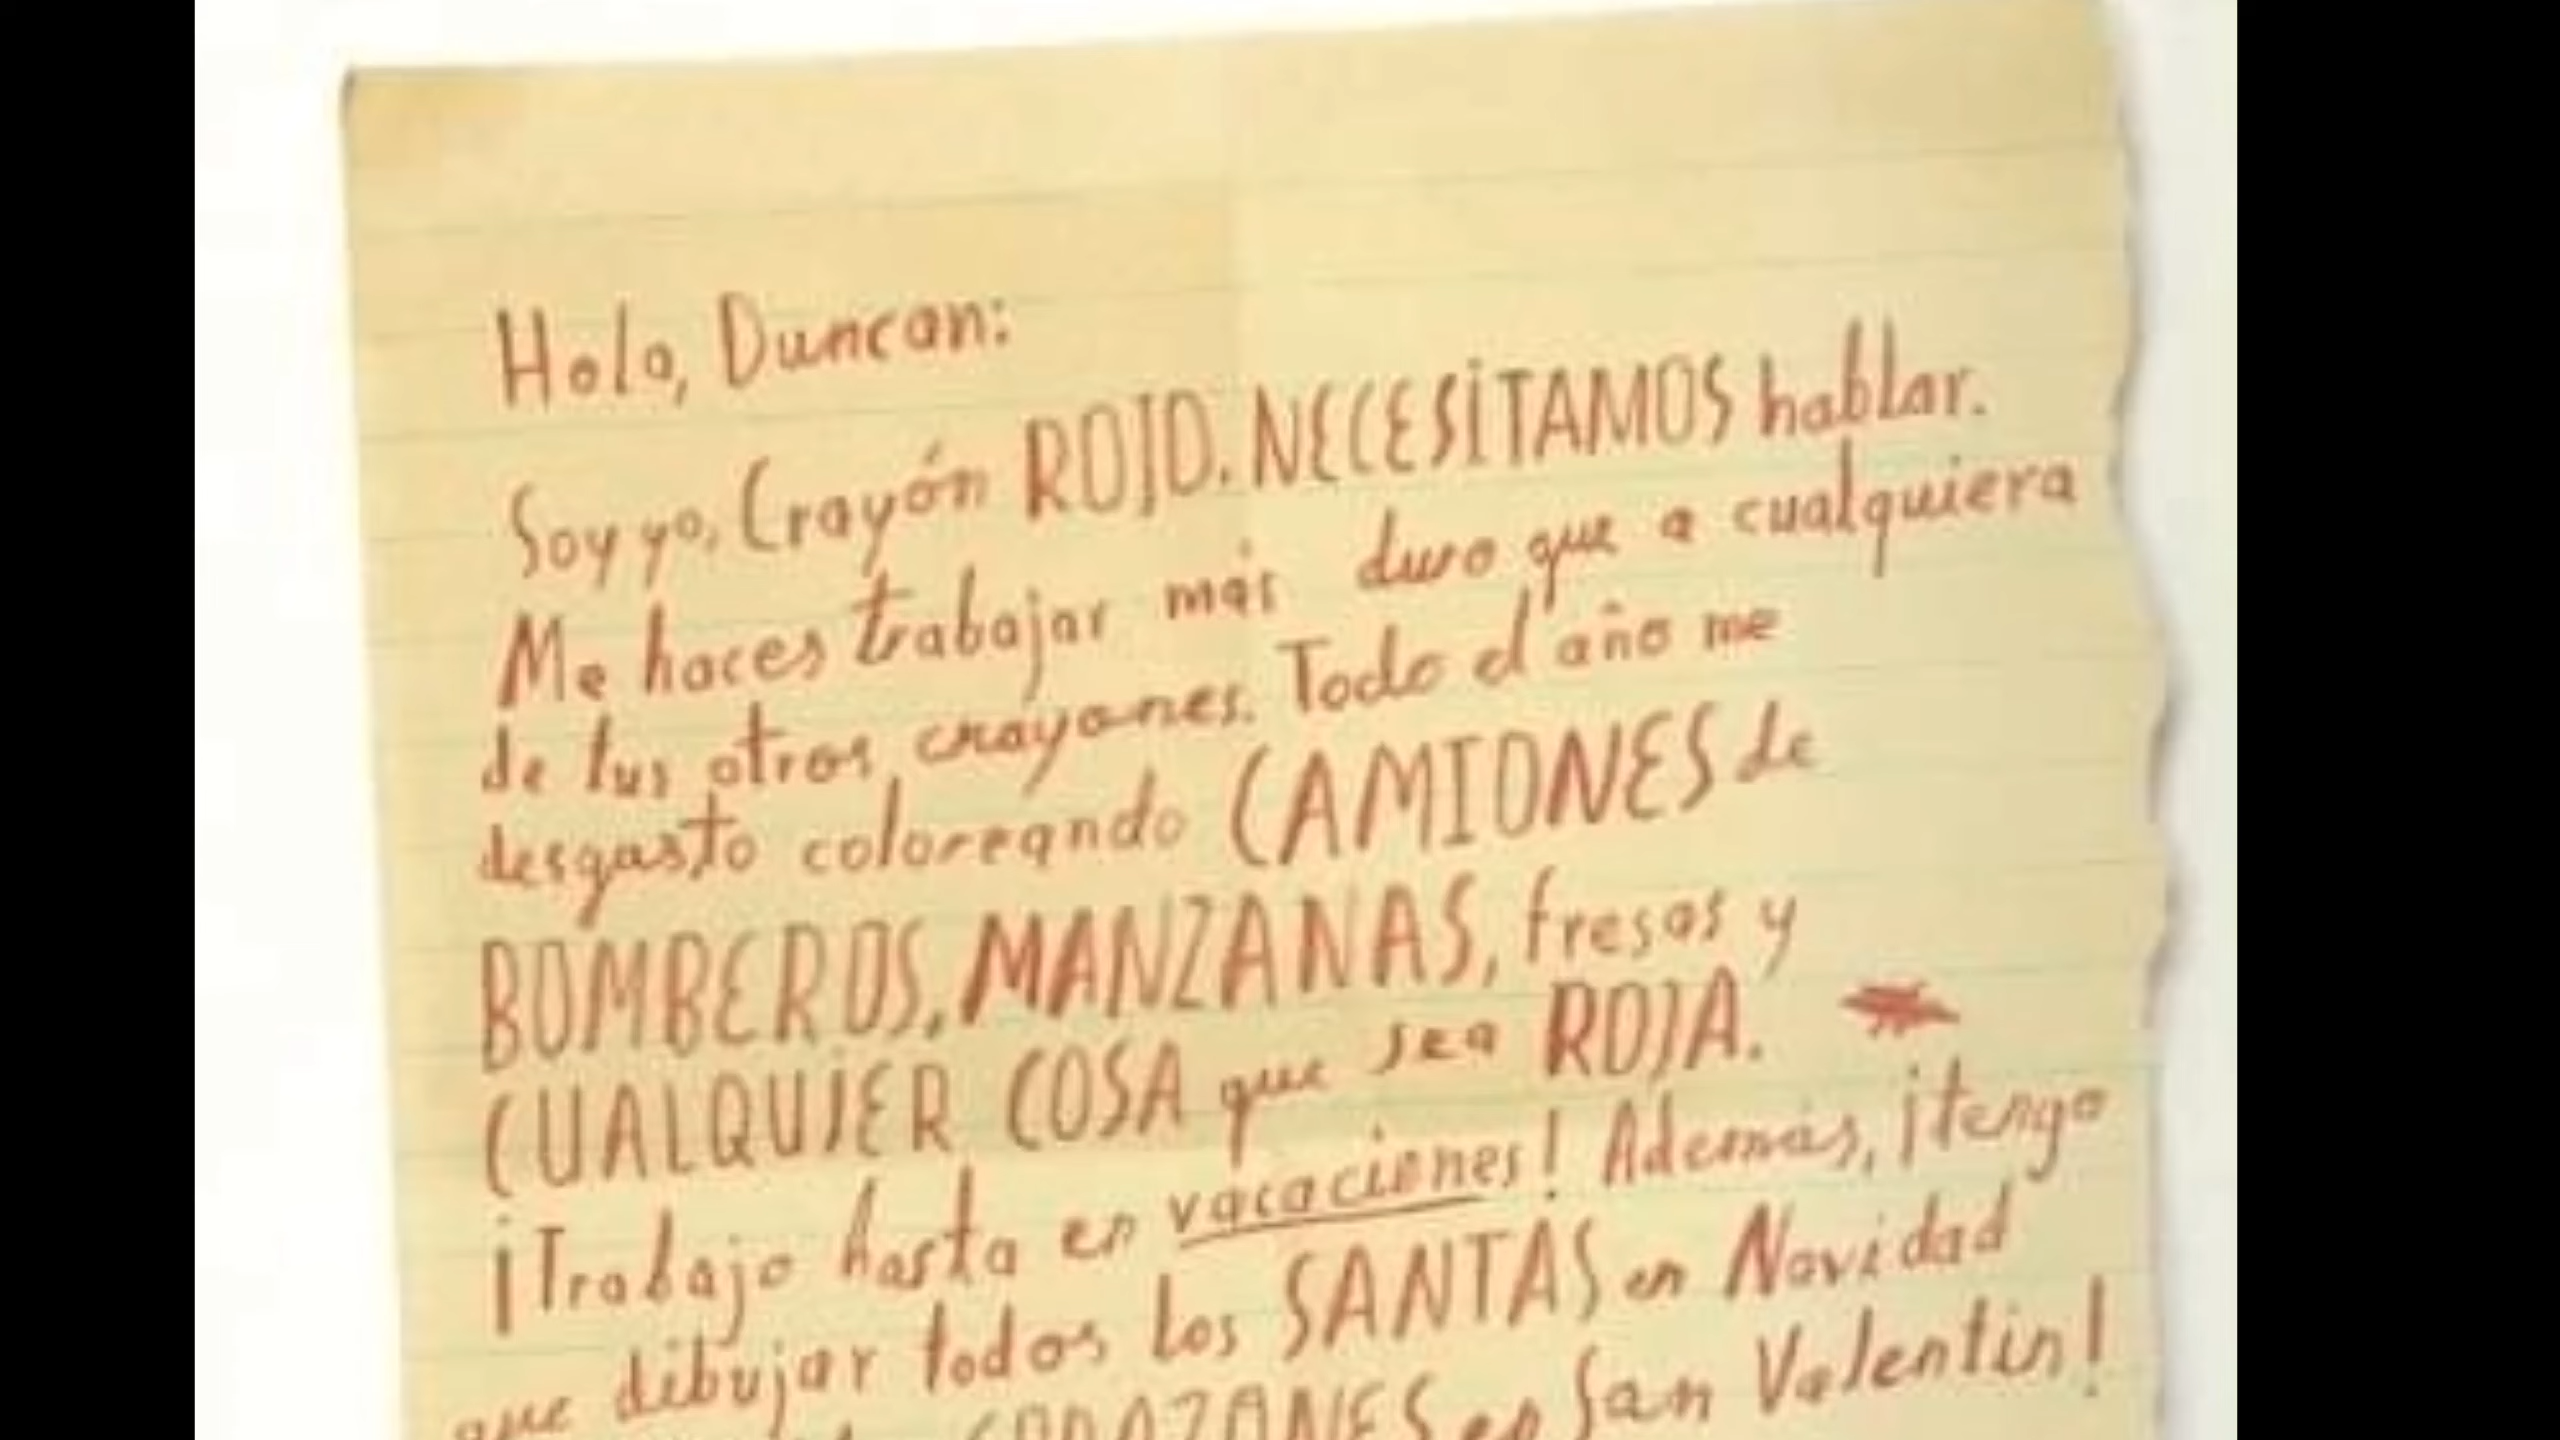 Hola, Duncan:
Soy yo, Crayón ROJO. NECESITAMOS hablar.
Me haces trabajar más duro que a cualquiera
de tus otros crayones. Todo el año me
desgasto coloreando CAMIONES de
BOMBEROS, MANZANAS, fresas y
CUALQUIER COSA que sea ROJA.
¡Trabajo hasta en vacaciones! Además, ¡tengo
que dibujar todos los SANTAS en Navidad
CORAZONES en San Valentín!